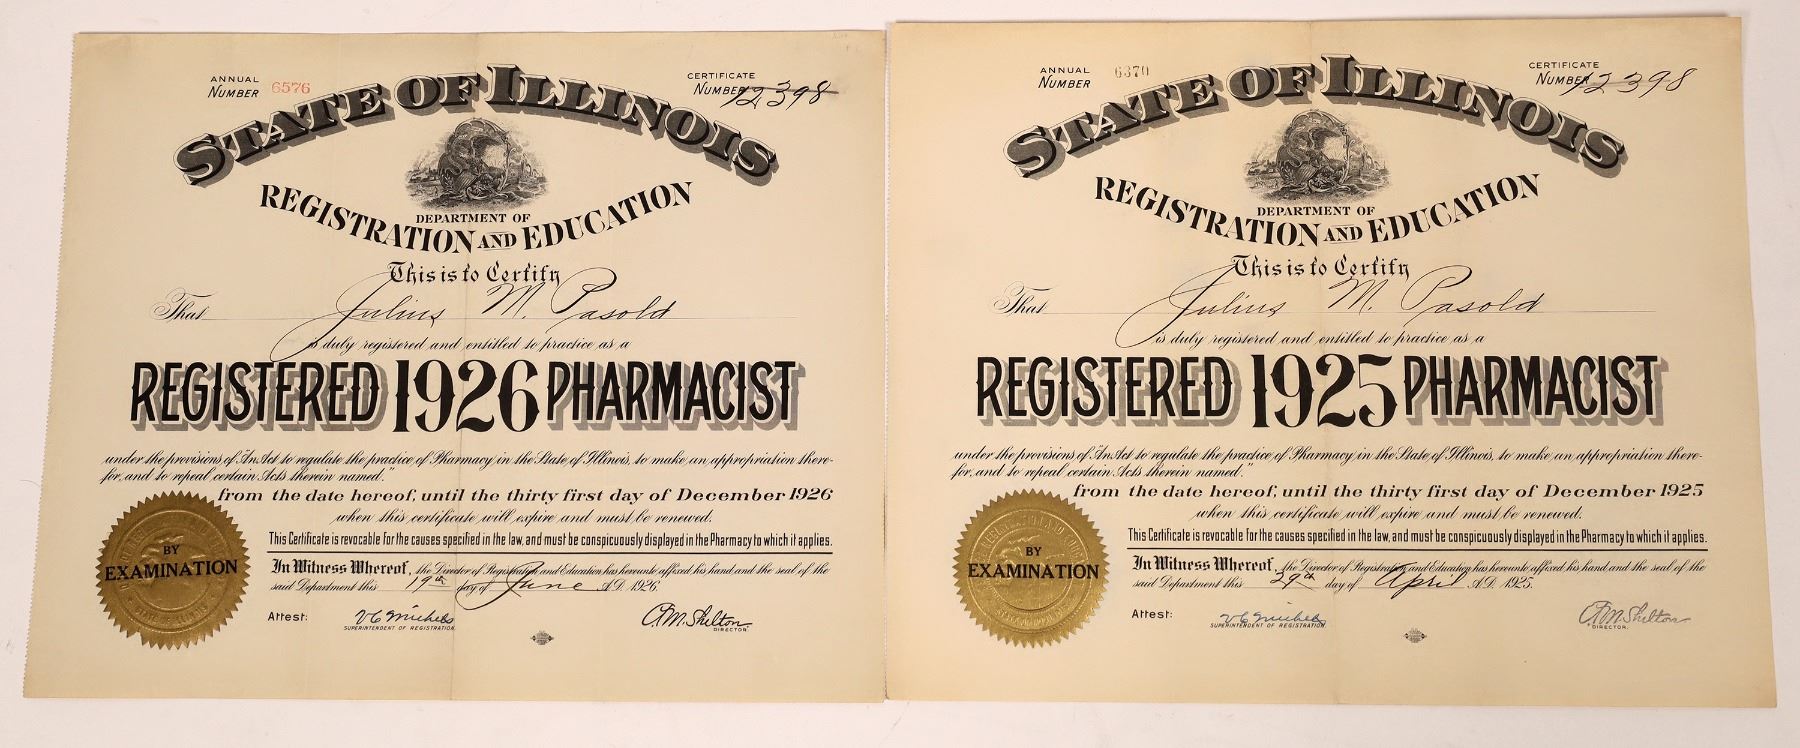 ANNUAL NUMBER 6576
CERTIFICATE NUMBER 12398
STATE OF ILLINOIS
DEPARTMENT OF
REGISTRATION AND EDUCATION
This is to Certify
That Julius M. Pasold
is duly registered and entitled to practice as a
REGISTERED 1926 PHARMACIST
under the provisions of "An Act to regulate the practice of Pharmacy in the State of Illinois, to make an appropriation there-
for, and to repeal certain Acts therein named."
from the date hereof, until the thirty first day of December 1926
when this certificate will expire and must be renewed.
This Certificate is revocable for the causes specified in the law, and must be conspicuously displayed in the Pharmacy to which it applies.
In Witness Whereof, the Director of Registration and Education has hereunto affixed his hand and the seal of the
said Department this 19th day of June A.D. 1926.
BY
EXAMINATION
Attest: V C Michels
SUPERINTENDENT OF REGISTRATION.
A.M. Shelton
DIRECTOR.
ANNUAL NUMBER 6370
CERTIFICATE NUMBER 12398
STATE OF ILLINOIS
DEPARTMENT OF
REGISTRATION AND EDUCATION
This is to Certify
That Julius M. Pasold
is duly registered and entitled to practice as a
REGISTERED 1925 PHARMACIST
under the provisions of "An Act to regulate the practice of Pharmacy in the State of Illinois, to make an appropriation there-
for, and to repeal certain Acts therein named."
from the date hereof, until the thirty first day of December 1925
when this certificate will expire and must be renewed.
This Certificate is revocable for the causes specified in the law, and must be conspicuously displayed in the Pharmacy to which it applies.
In Witness Whereof, the Director of Registration and Education has hereunto affixed his hand and the seal of the
said Department this 29th day of April A.D. 1925.
BY
EXAMINATION
Attest: V C Michels
SUPERINTENDENT OF REGISTRATION.
A.M. Shelton
DIRECTOR.